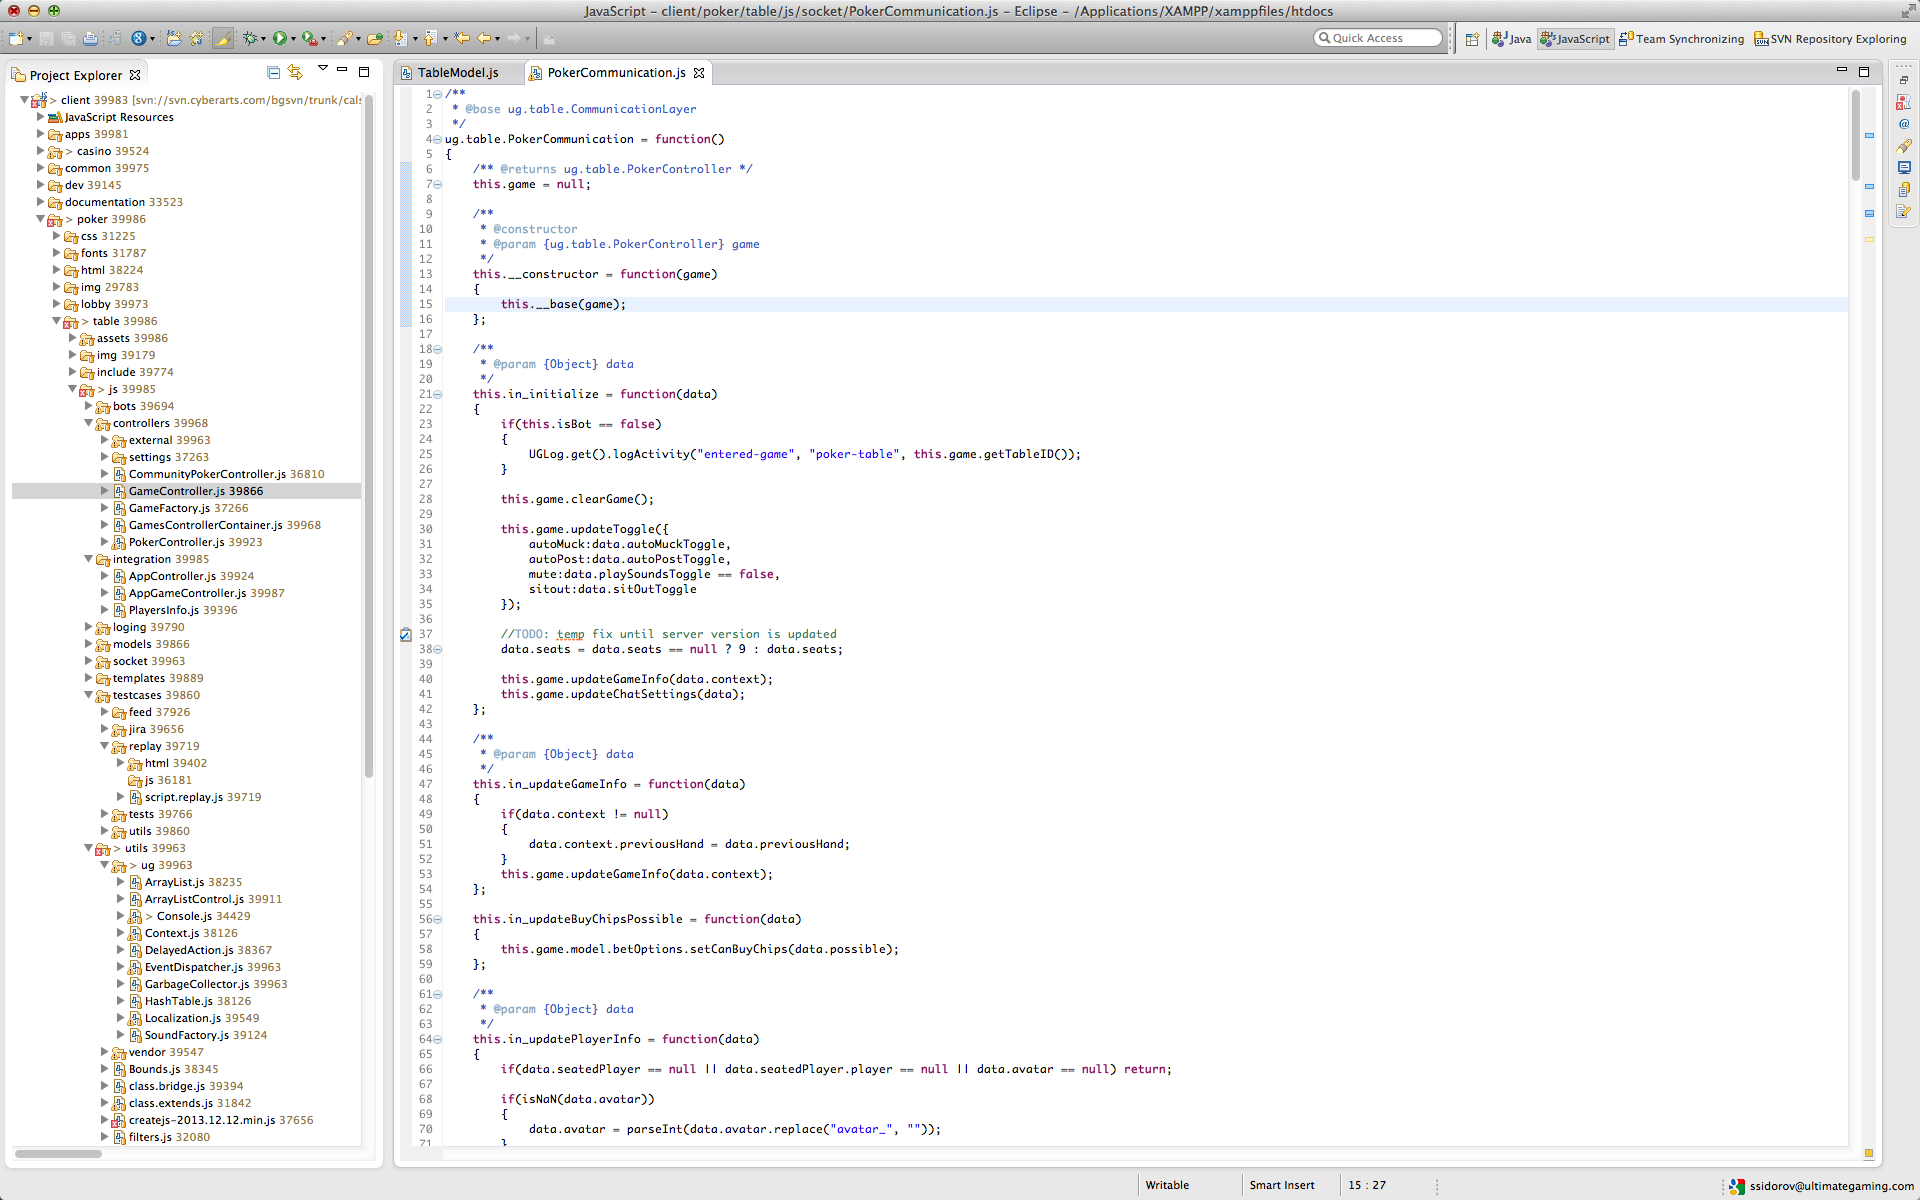 JavaScript – client/poker/table/js/socket/PokerCommunication.js – Eclipse – /Applications/XAMPP/xamppfiles/htdocs
Quick Access
Java
JavaScript
Team Synchronizing
SVN Repository Exploring
Project Explorer
> client 39983 [svn://svn.cyberarts.com/bgsvn/trunk/cals
JavaScript Resources
apps 39981
> casino 39524
common 39975
dev 39145
documentation 33523
> poker 39986
css 31225
fonts 31787
html 38224
img 29783
lobby 39973
> table 39986
assets 39986
img 39179
include 39774
> js 39985
bots 39694
controllers 39968
external 39963
settings 37263
CommunityPokerController.js 36810
GameController.js 39866
GameFactory.js 37266
GamesControllerContainer.js 39968
PokerController.js 39923
integration 39985
AppController.js 39924
AppGameController.js 39987
PlayersInfo.js 39396
loging 39790
models 39866
socket 39963
templates 39889
testcases 39860
feed 37926
jira 39656
replay 39719
html 39402
js 36181
script.replay.js 39719
tests 39766
utils 39860
> utils 39963
> ug 39963
ArrayList.js 38235
ArrayListControl.js 39911
> Console.js 34429
Context.js 38126
DelayedAction.js 38367
EventDispatcher.js 39963
GarbageCollector.js 39963
HashTable.js 38126
Localization.js 39549
SoundFactory.js 39124
vendor 39547
Bounds.js 38345
class.bridge.js 39394
class.extends.js 31842
createjs-2013.12.12.min.js 37656
filters.js 32080
TableModel.js
PokerCommunication.js
1 /**
2  * @base ug.table.CommunicationLayer
3  */
4 ug.table.PokerCommunication = function()
5 {
6     /** @returns ug.table.PokerController */
7     this.game = null;
8
9     /**
10      * @constructor
11      * @param {ug.table.PokerController} game
12      */
13     this.__constructor = function(game)
14     {
15         this.__base(game);
16     };
17
18     /**
19      * @param {Object} data
20      */
21     this.in_initialize = function(data)
22     {
23         if(this.isBot == false)
24         {
25             UGLog.get().logActivity("entered-game", "poker-table", this.game.getTableID());
26         }
27
28         this.game.clearGame();
29
30         this.game.updateToggle({
31             autoMuck:data.autoMuckToggle,
32             autoPost:data.autoPostToggle,
33             mute:data.playSoundsToggle == false,
34             sitout:data.sitOutToggle
35         });
36
37         //TODO: temp fix until server version is updated
38         data.seats = data.seats == null ? 9 : data.seats;
39
40         this.game.updateGameInfo(data.context);
41         this.game.updateChatSettings(data);
42     };
43
44     /**
45      * @param {Object} data
46      */
47     this.in_updateGameInfo = function(data)
48     {
49         if(data.context != null)
50         {
51             data.context.previousHand = data.previousHand;
52         }
53         this.game.updateGameInfo(data.context);
54     };
55
56     this.in_updateBuyChipsPossible = function(data)
57     {
58         this.game.model.betOptions.setCanBuyChips(data.possible);
59     };
60
61     /**
62      * @param {Object} data
63      */
64     this.in_updatePlayerInfo = function(data)
65     {
66         if(data.seatedPlayer == null || data.seatedPlayer.player == null || data.avatar == null) return;
67
68         if(isNaN(data.avatar))
69         {
70             data.avatar = parseInt(data.avatar.replace("avatar_", ""));
71         }
Writable
Smart Insert
15 : 27
ssidorov@ultimategaming.com